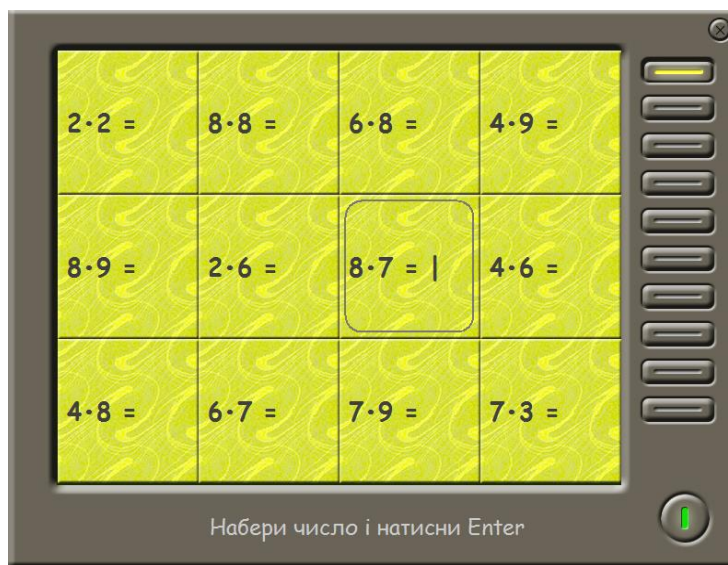 2·2 = 8·8 = 6·8 = 4·9 =
8·9 = 2·6 = 8·7 = | 4·6 =
4·8 = 6·7 = 7·9 = 7·3 =
Набери число і натисни Enter